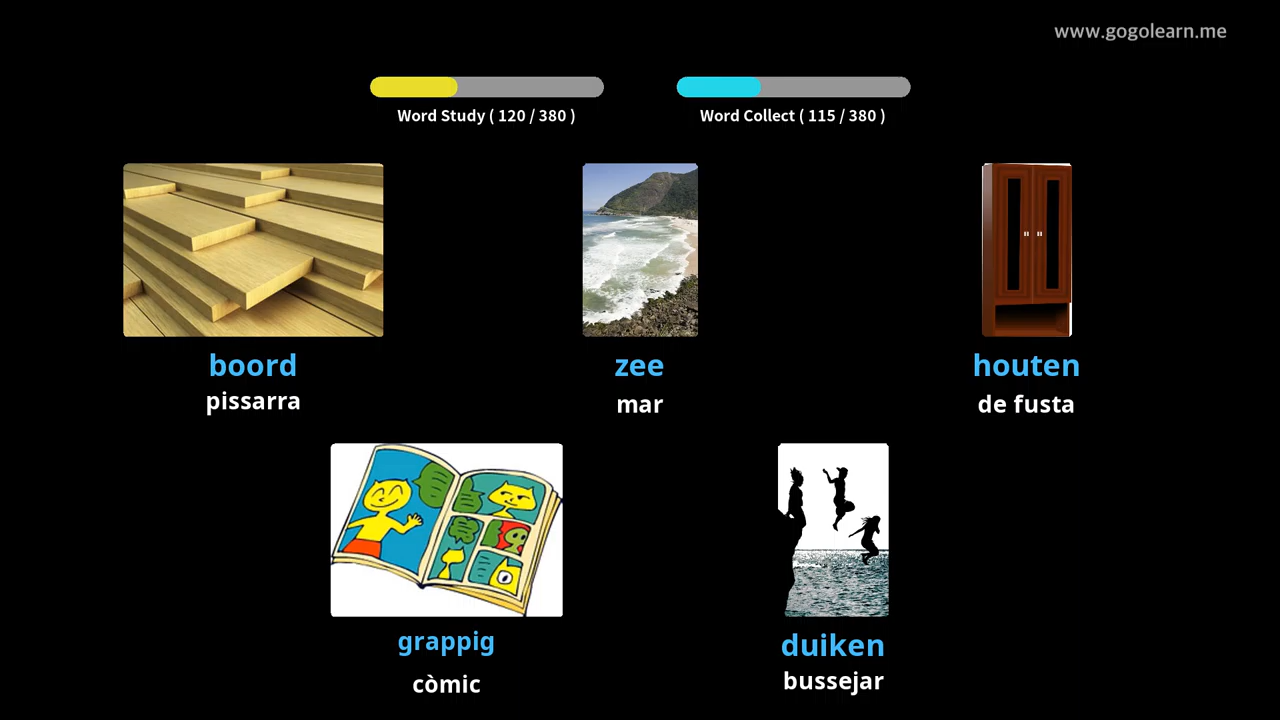 www.gogolearn.me
Word Study ( 120 / 380 )
Word Collect ( 115 / 380 )
boord
pissarra
zee
mar
houten
de fusta
grappig
còmic
duiken
bussejar